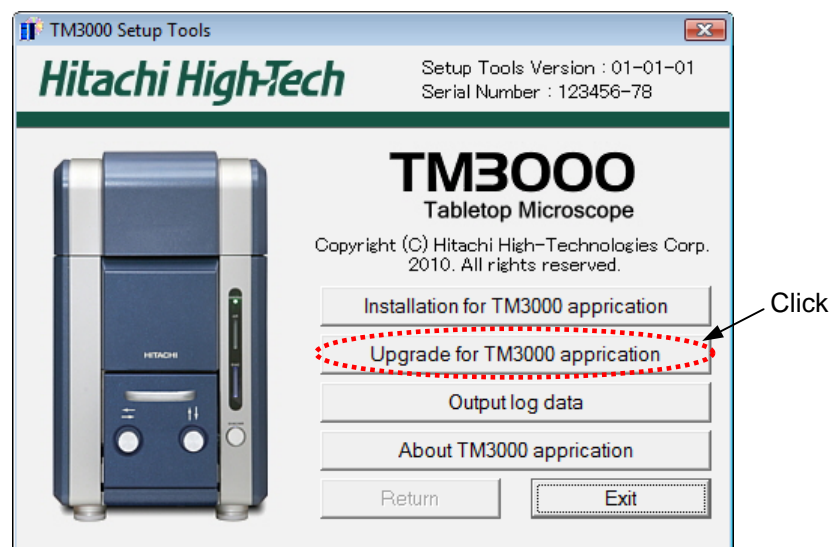 TM3000 Setup Tools
Hitachi High-Tech
Setup Tools Version : 01-01-01
Serial Number : 123456-78
TM3000
Tabletop Microscope
Copyright (C) Hitachi High-Technologies Corp.
2010. All rights reserved.
HITACHI
Installation for TM3000 apprication
Click
Upgrade for TM3000 apprication
Output log data
About TM3000 apprication
Return
Exit